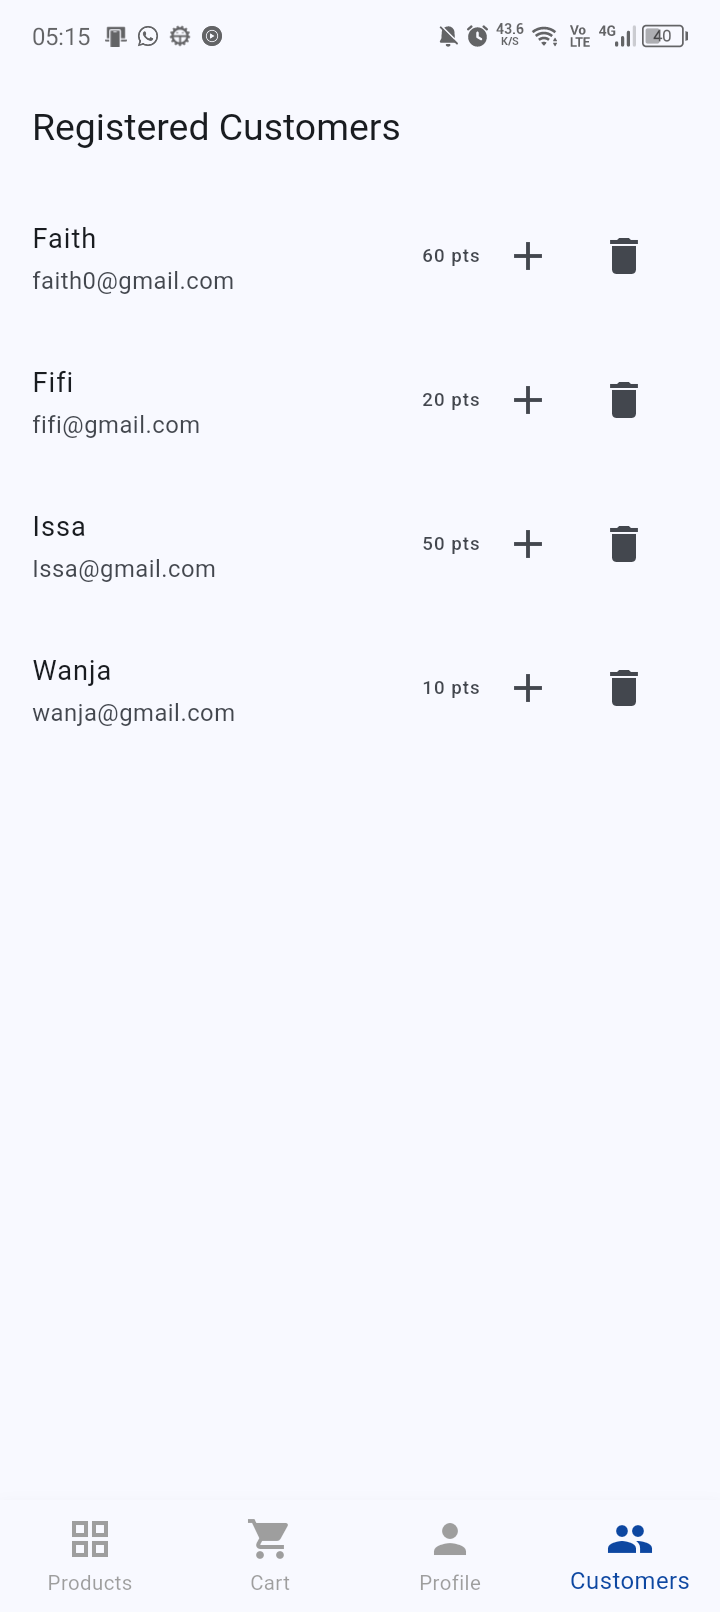 05:15 43.6 K/S Vo LTE 4G 40
Registered Customers
Faith
faith0@gmail.com
60 pts
Fifi
fifi@gmail.com
20 pts
Issa
Issa@gmail.com
50 pts
Wanja
wanja@gmail.com
10 pts
Products Cart Profile Customers